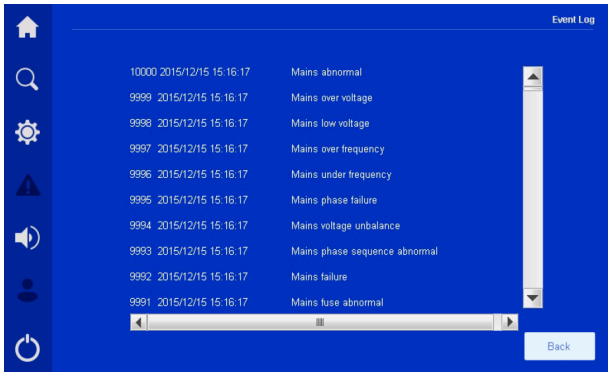 Event Log
10000 2015/12/15 15:16:17 Mains abnormal
9999 2015/12/15 15:16:17 Mains over voltage
9998 2015/12/15 15:16:17 Mains low voltage
9997 2015/12/15 15:16:17 Mains over frequency
9996 2015/12/15 15:16:17 Mains under frequency
9995 2015/12/15 15:16:17 Mains phase failure
9994 2015/12/15 15:16:17 Mains voltage unbalance
9993 2015/12/15 15:16:17 Mains phase sequence abnormal
9992 2015/12/15 15:16:17 Mains failure
9991 2015/12/15 15:16:17 Mains fuse abnormal
Back